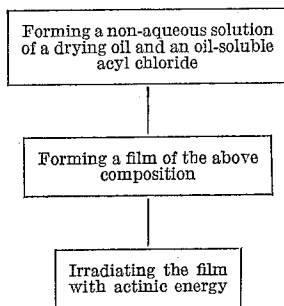 Forming a non-aqueous solution
of a drying oil and an oil-soluble
acyl chloride
Forming a film of the above
composition
Irradiating the film
with actinic energy